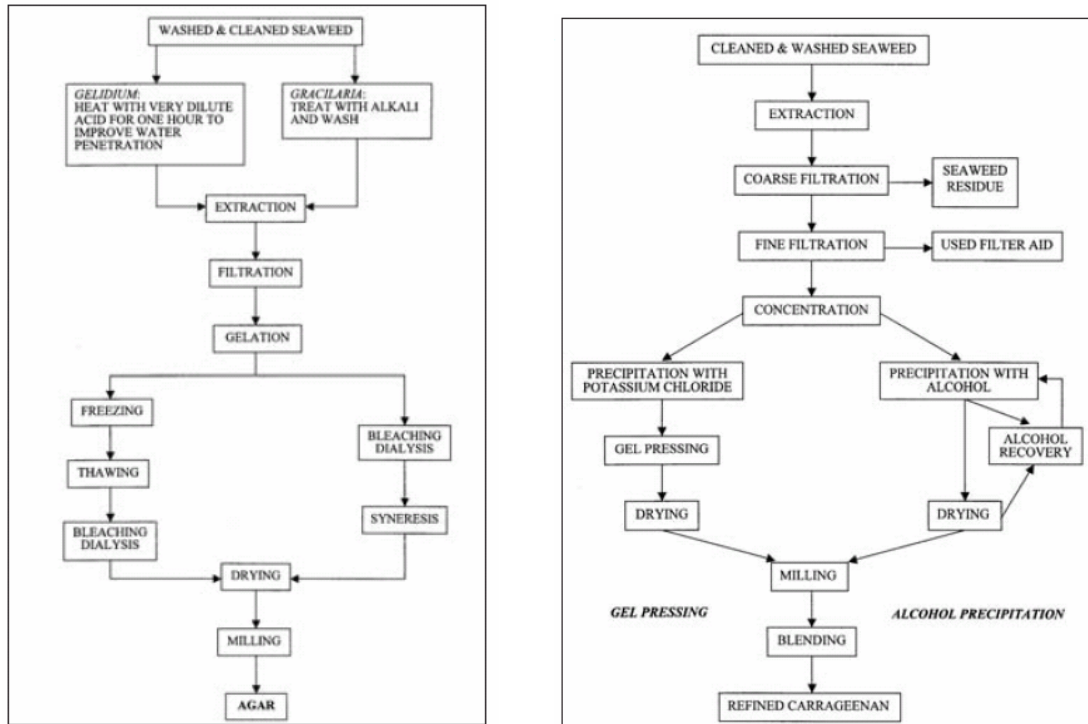 WASHED & CLEANED SEAWEED
GELIDIUM:
HEAT WITH VERY DILUTE
ACID FOR ONE HOUR TO
IMPROVE WATER
PENETRATION
GRACILARIA:
TREAT WITH ALKALI
AND WASH
EXTRACTION
FILTRATION
GELATION
FREEZING
THAWING
BLEACHING
DIALYSIS
BLEACHING
DIALYSIS
SYNERESIS
DRYING
MILLING
AGAR
CLEANED & WASHED SEAWEED
EXTRACTION
COARSE FILTRATION
SEAWEED
RESIDUE
FINE FILTRATION
USED FILTER AID
CONCENTRATION
PRECIPITATION WITH
POTASSIUM CHLORIDE
PRECIPITATION WITH
ALCOHOL
GEL PRESSING
ALCOHOL
RECOVERY
DRYING
DRYING
MILLING
GEL PRESSING
ALCOHOL PRECIPITATION
BLENDING
REFINED CARRAGEENAN